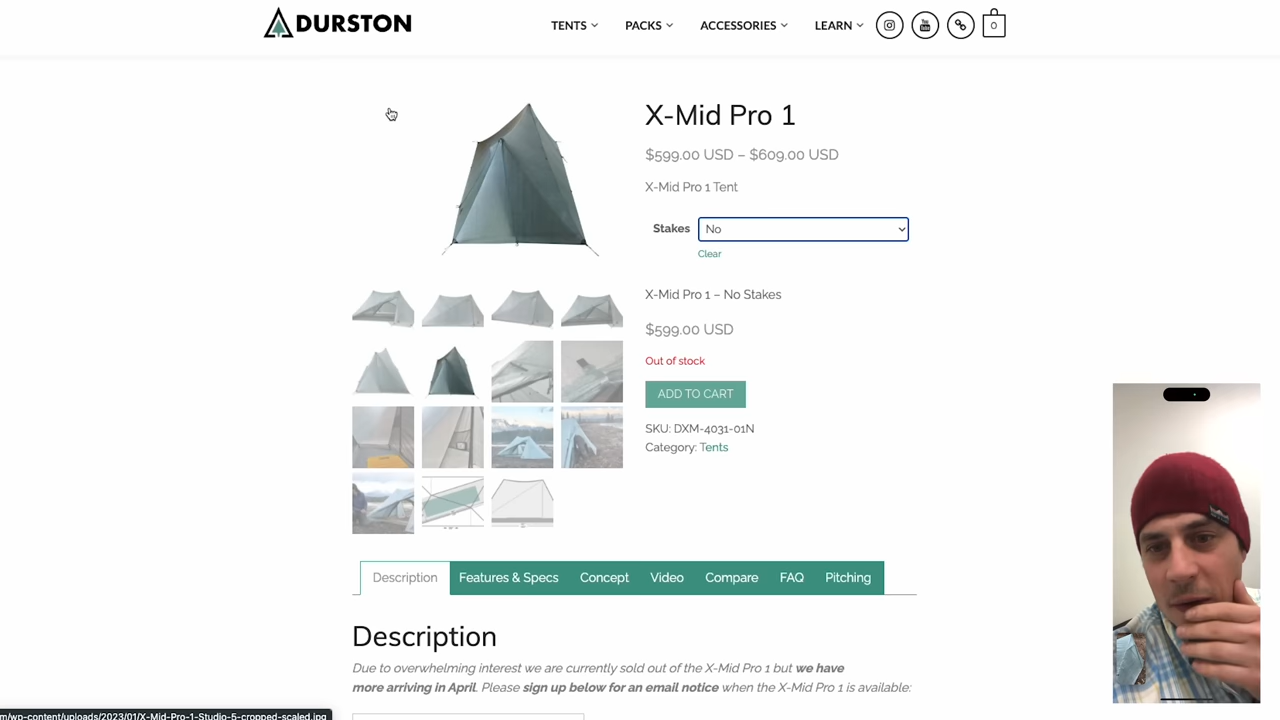 DURSTON
TENTS
PACKS
ACCESSORIES
LEARN
0
X-Mid Pro 1
$599.00 USD – $609.00 USD
X-Mid Pro 1 Tent
Stakes
No
Clear
X-Mid Pro 1 – No Stakes
$599.00 USD
Out of stock
ADD TO CART
SKU: DXM-4031-01N
Category: Tents
Description
Features & Specs
Concept
Video
Compare
FAQ
Pitching
Description
Due to overwhelming interest we are currently sold out of the X-Mid Pro 1 but we have
more arriving in April. Please sign up below for an email notice when the X-Mid Pro 1 is available:
m/wp-content/uploads/2023/01/X-Mid-Pro-1-Studio-5-cropped-scaled.jpg